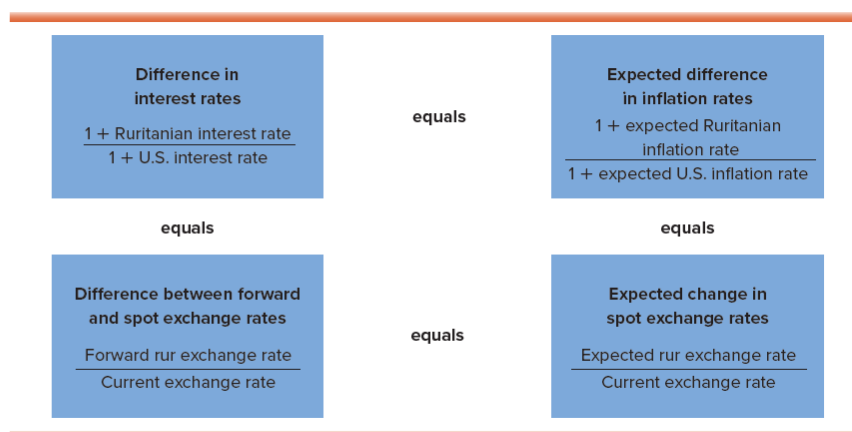 Difference in
interest rates
1 + Ruritanian interest rate
1 + U.S. interest rate
equals
Expected difference
in inflation rates
1 + expected Ruritanian
inflation rate
1 + expected U.S. inflation rate
equals
equals
Difference between forward
and spot exchange rates
Forward rur exchange rate
Current exchange rate
equals
Expected change in
spot exchange rates
Expected rur exchange rate
Current exchange rate